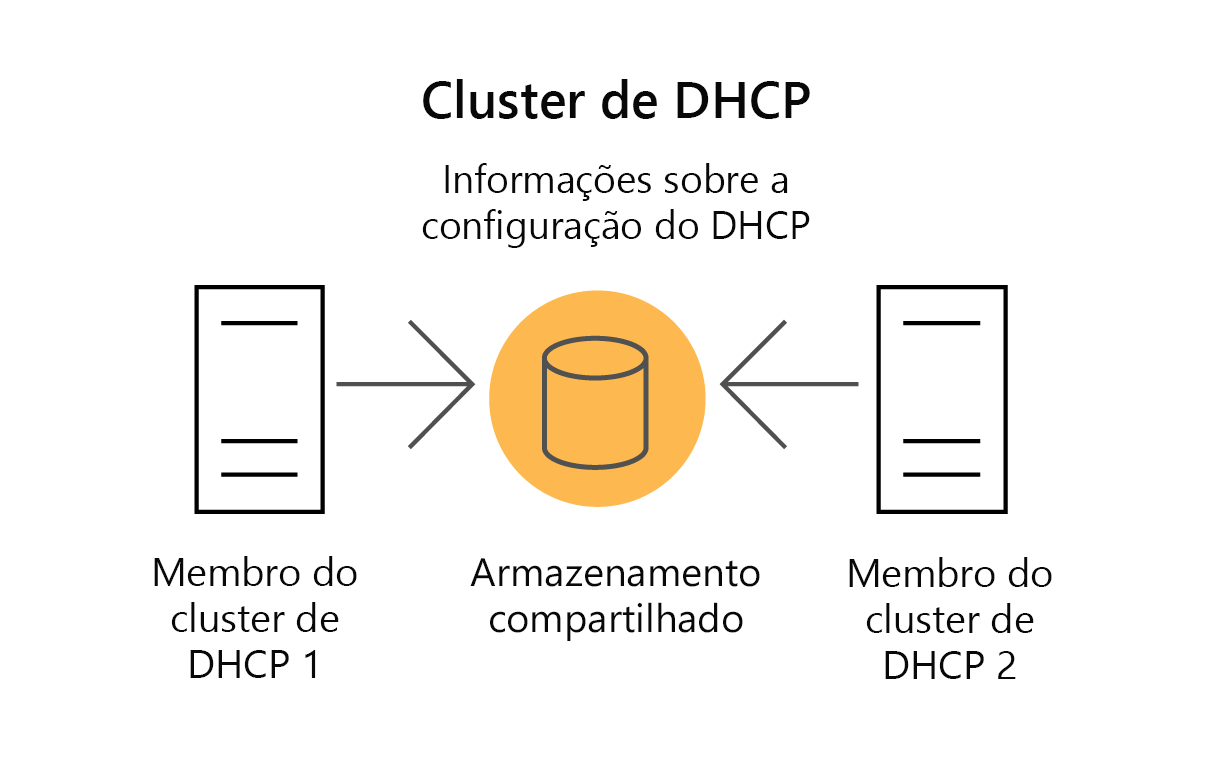 Cluster de DHCP
Informações sobre a
configuração do DHCP
Membro do
cluster de
DHCP 1
Armazenamento
compartilhado
Membro do
cluster de
DHCP 2